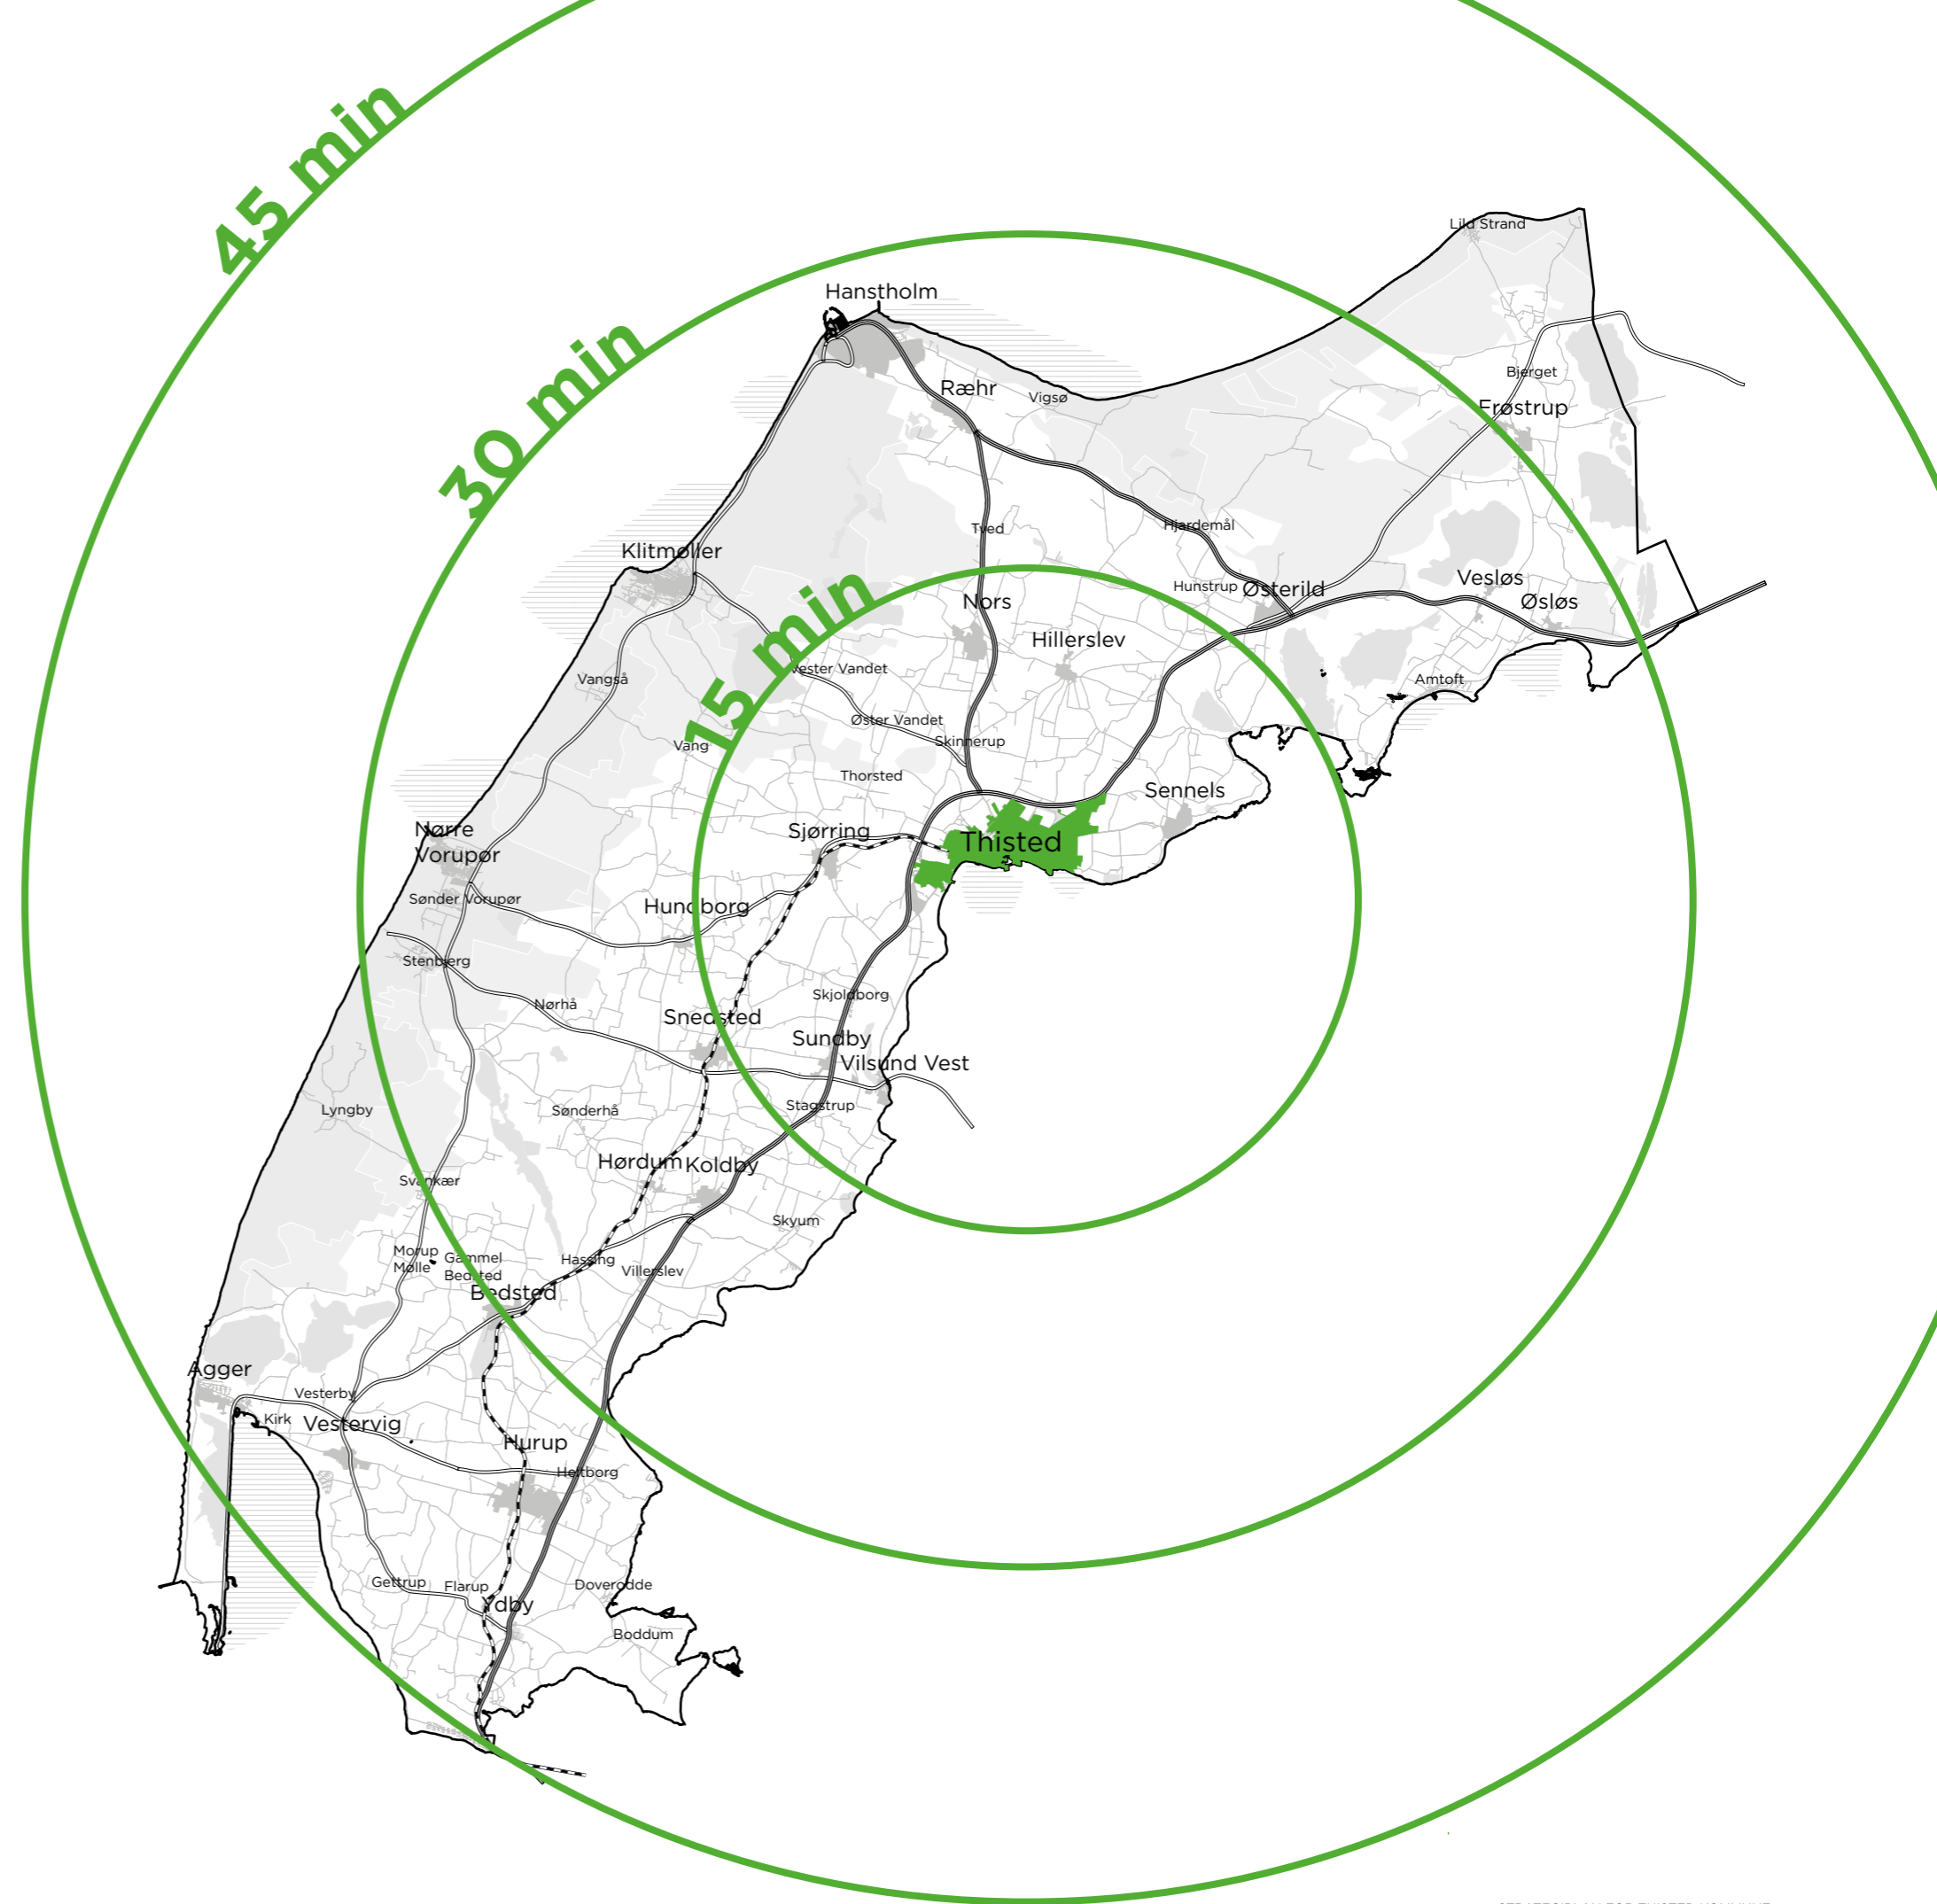 45 min
30 min
15 min
Lild Strand
Hanstholm
Bjerget
Ræhr
Vigsø
Frøstrup
Tved
Hjardemål
Klitmøller
Vesløs
Hunstrup
Østerild
Øsløs
Nors
Hillerslev
Vester Vandet
Vangså
Amtoft
Øster Vandet
Skinnerup
Vang
Thorsted
Sennels
Nørre
Vorupør
Sjørring
Thisted
Sønder Vorupør
Hundborg
Stenbjerg
Skjoldborg
Nørhå
Snedsted
Sundby
Vilsund Vest
Lyngby
Sønderhå
Stagstrup
Hørdum
Koldby
Svankær
Skyum
Morup
Mølle
Gammel
Bedsted
Hassing
Villerslev
Bedsted
Agger
Vesterby
Kirk
Vestervig
Hurup
Heltborg
Gettrup
Flarup
Doverodde
Ydby
Boddum